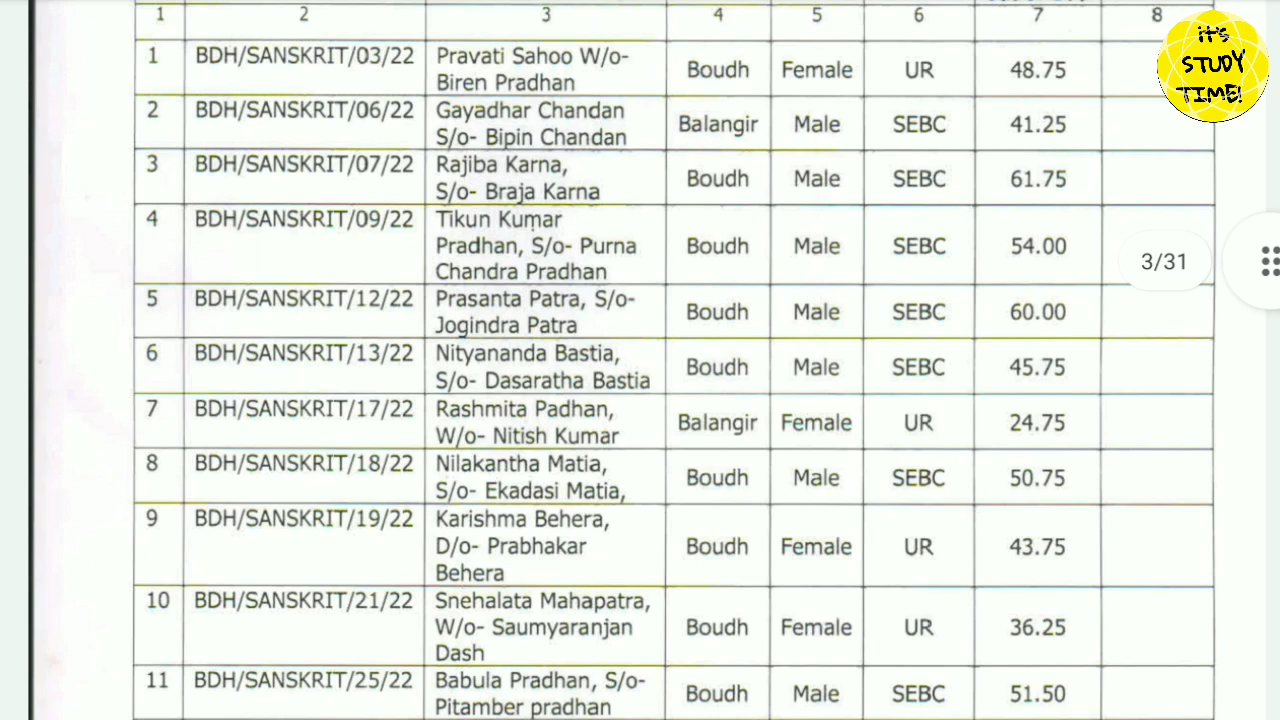 1 2 3 4 5 6 7 8
1 BDH/SANSKRIT/03/22 Pravati Sahoo W/o-
Biren Pradhan Boudh Female UR 48.75
2 BDH/SANSKRIT/06/22 Gayadhar Chandan
S/o- Bipin Chandan Balangir Male SEBC 41.25
3 BDH/SANSKRIT/07/22 Rajiba Karna,
S/o- Braja Karna Boudh Male SEBC 61.75
4 BDH/SANSKRIT/09/22 Tikun Kumar
Pradhan, S/o- Purna Boudh Male SEBC 54.00
Chandra Pradhan
5 BDH/SANSKRIT/12/22 Prasanta Patra, S/o-
Jogindra Patra Boudh Male SEBC 60.00
6 BDH/SANSKRIT/13/22 Nityananda Bastia,
S/o- Dasaratha Bastia Boudh Male SEBC 45.75
7 BDH/SANSKRIT/17/22 Rashmita Padhan,
W/o- Nitish Kumar Balangir Female UR 24.75
8 BDH/SANSKRIT/18/22 Nilakantha Matia,
S/o- Ekadasi Matia, Boudh Male SEBC 50.75
9 BDH/SANSKRIT/19/22 Karishma Behera,
D/o- Prabhakar Boudh Female UR 43.75
Behera
10 BDH/SANSKRIT/21/22 Snehalata Mahapatra,
W/o- Saumyaranjan Boudh Female UR 36.25
Dash
11 BDH/SANSKRIT/25/22 Babula Pradhan, S/o-
Pitamber pradhan Boudh Male SEBC 51.50
3/31
it's
STUDY
TIME!